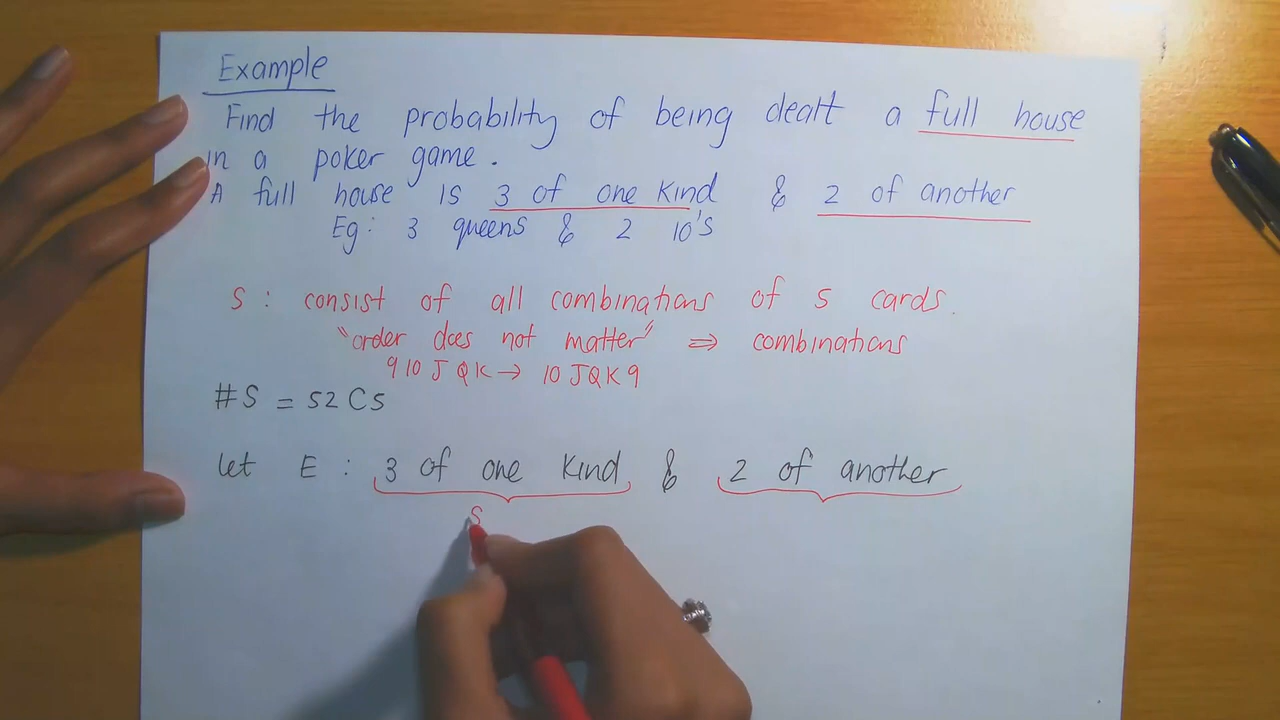 Example
Find the probability of being dealt a full house
in a poker game.
A full house is 3 of one kind & 2 of another
Eg: 3 queens & 2 10's
S: consist of all combinations of 5 cards.
"order does not matter" ⇒ combinations
9 10 J Q K → 10 J Q K 9
#S = 52 C 5
let E : 3 of one kind & 2 of another
S